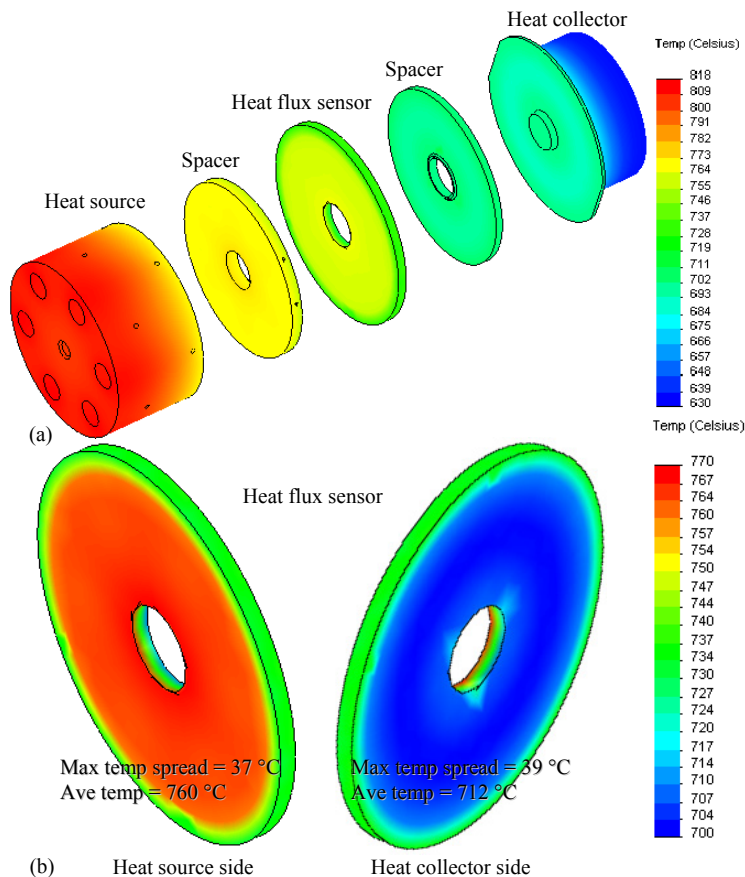 Heat collector
Spacer
Heat flux sensor
Spacer
Heat source
Temp (Celsius)
818
809
800
791
782
773
764
755
746
737
728
719
711
702
693
684
675
666
657
648
639
630
(a)
Temp (Celsius)
770
767
764
760
757
754
750
747
744
740
737
734
730
727
724
720
717
714
710
707
704
700
Heat flux sensor
Max temp spread = 37 °C
Ave temp = 760 °C
Max temp spread = 39 °C
Ave temp = 712 °C
(b)
Heat source side
Heat collector side